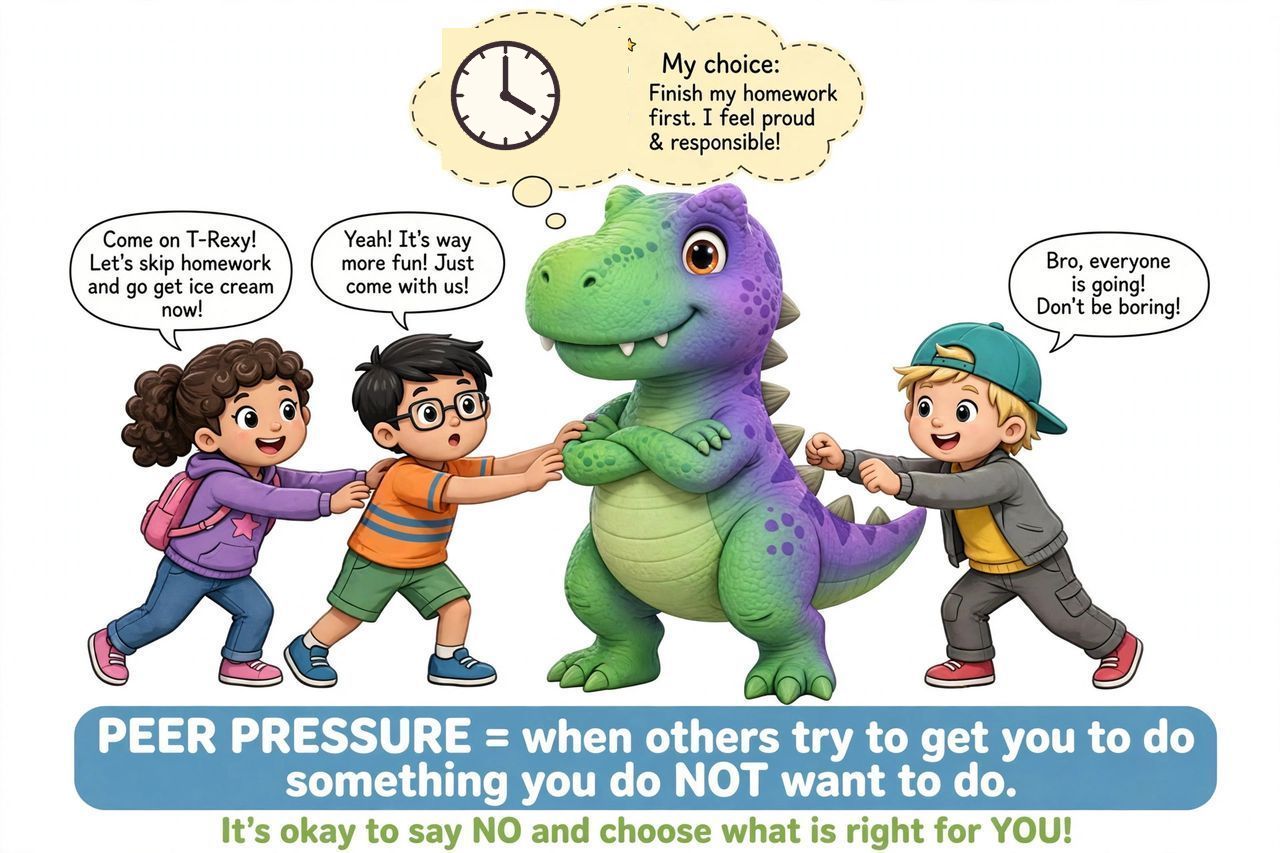 My choice:
Finish my homework
first. I feel proud
& responsible!
Come on T-Rexy!
Let's skip homework
and go get ice cream
now!
Yeah! It's way
more fun! Just
come with us!
Bro, everyone
is going!
Don't be boring!
PEER PRESSURE = when others try to get you to do
something you do NOT want to do.
It's okay to say NO and choose what is right for YOU!